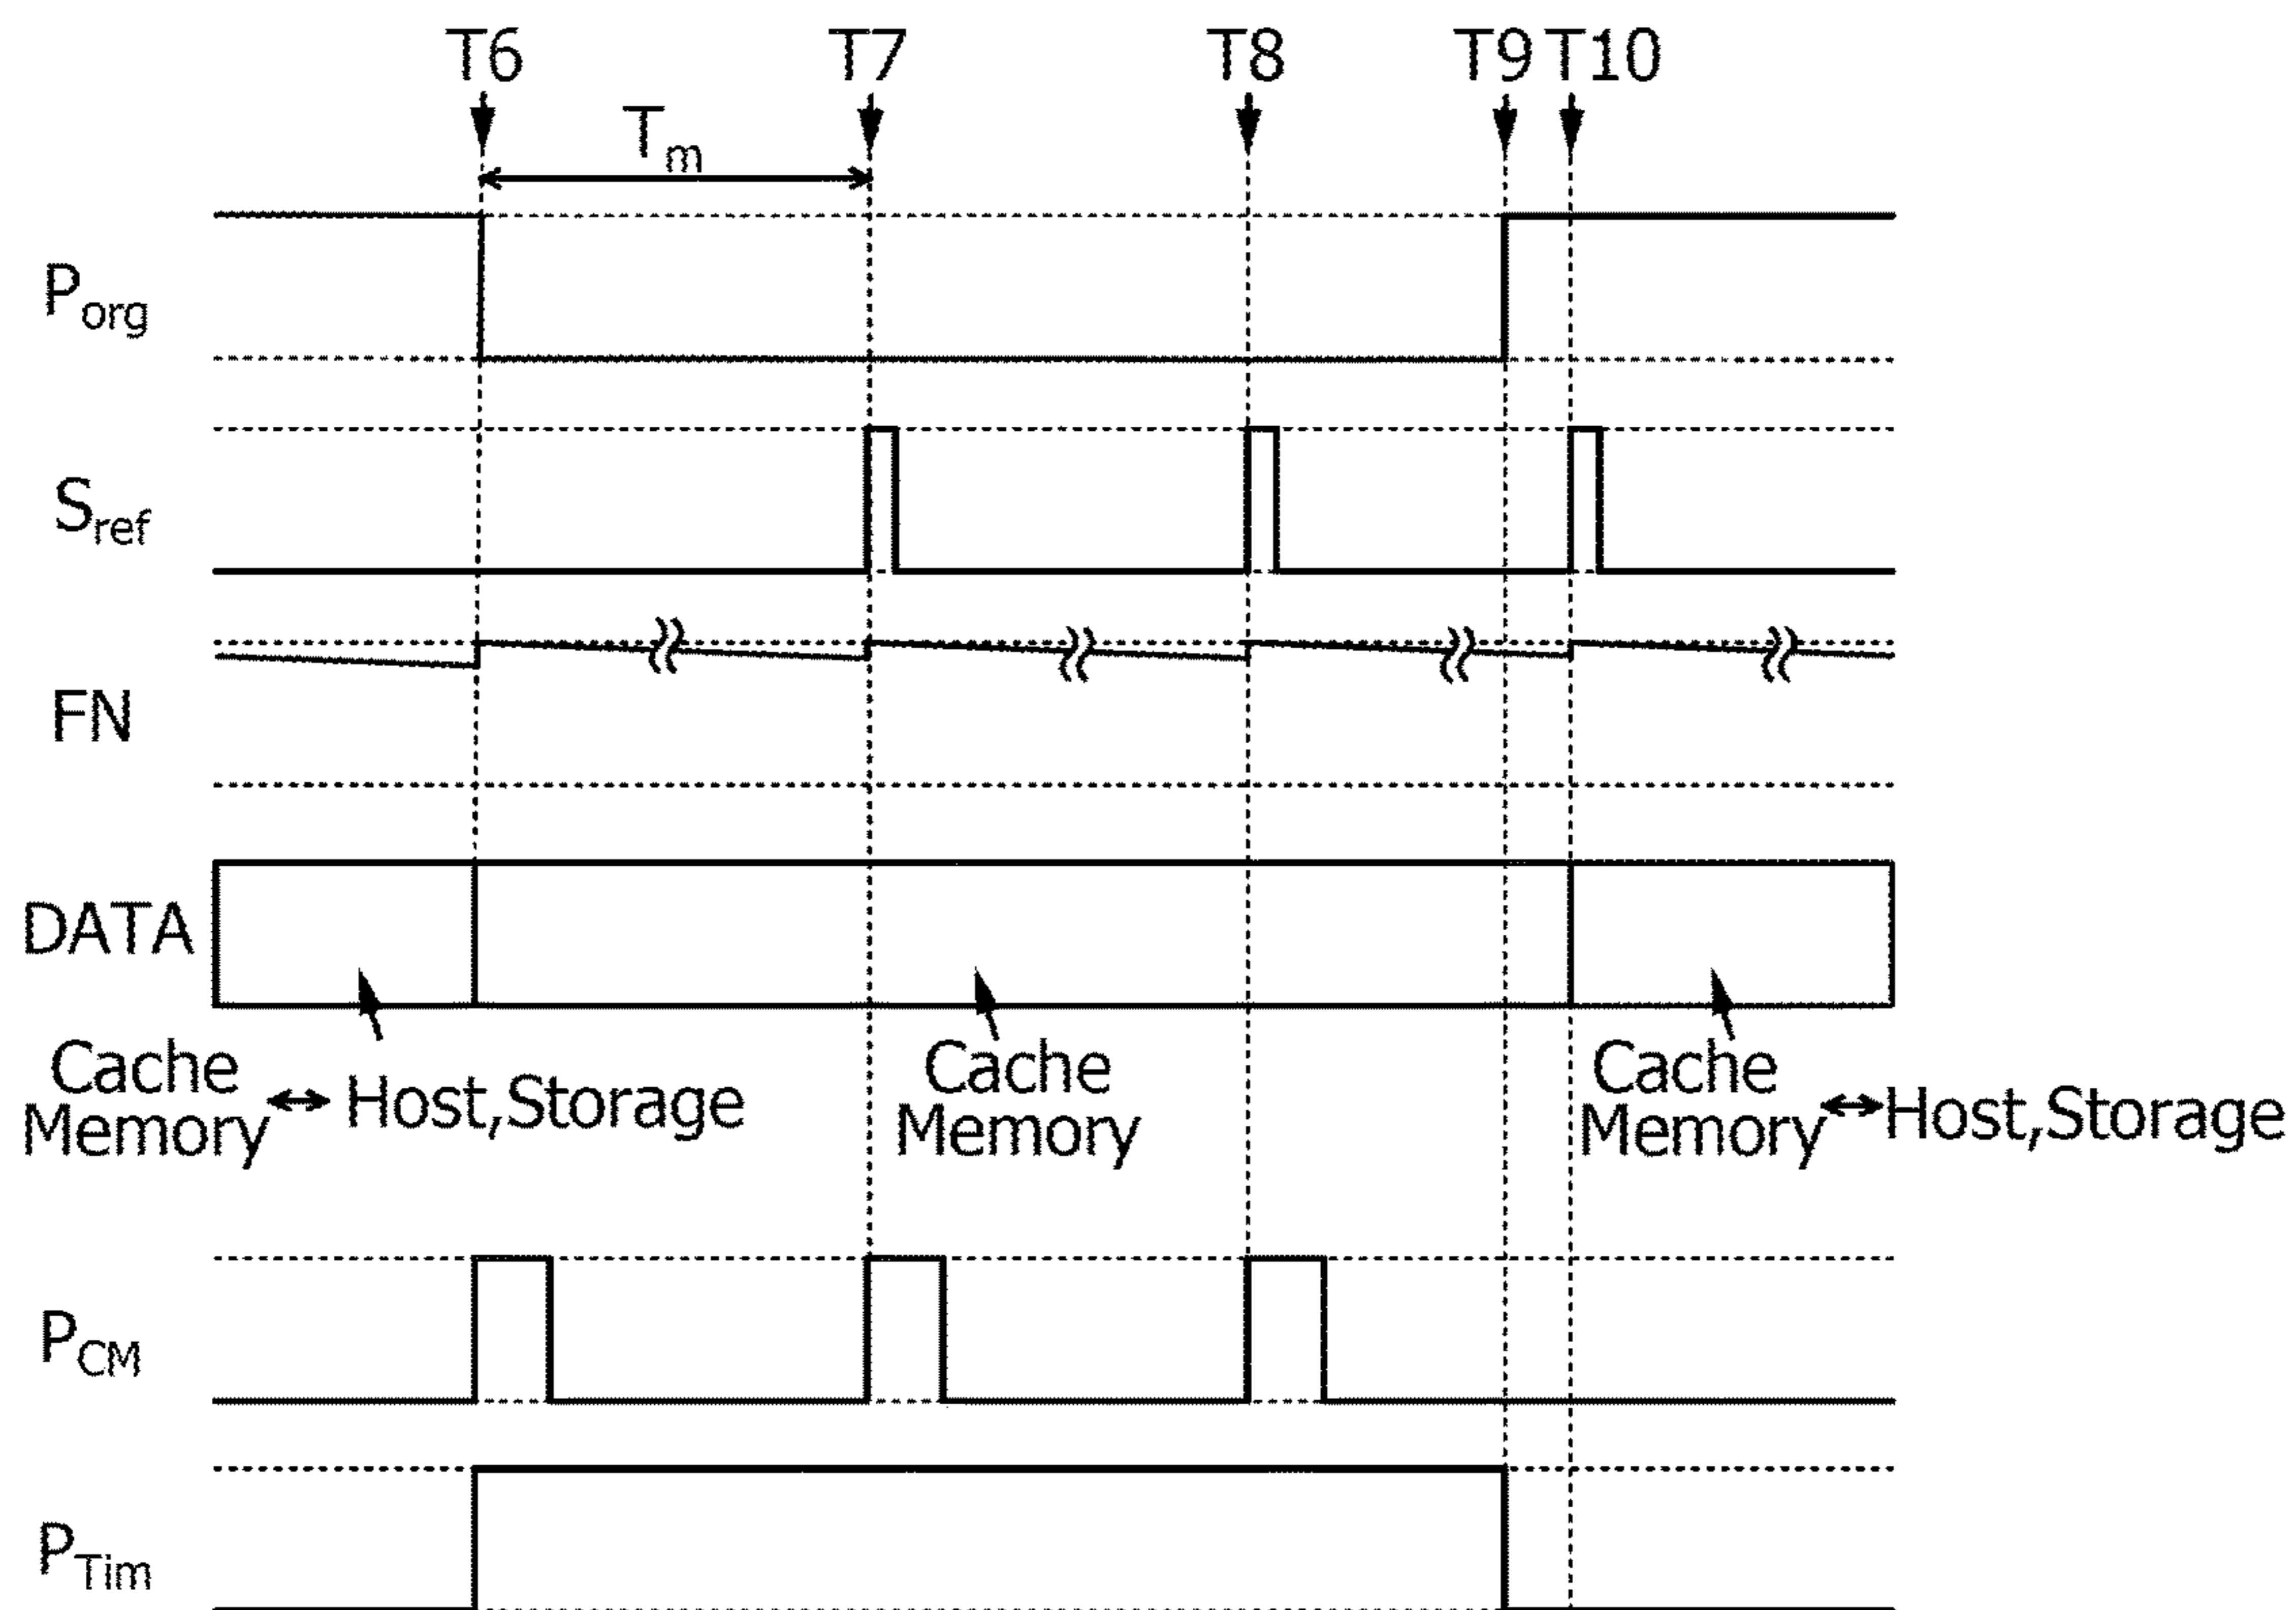 T6 T7 T8 T9 T10
Tm
Porg
Sref
FN
DATA
Cache
Memory ↔ Host,Storage
Cache
Memory
Cache
Memory ↔ Host,Storage
PCM
PTim